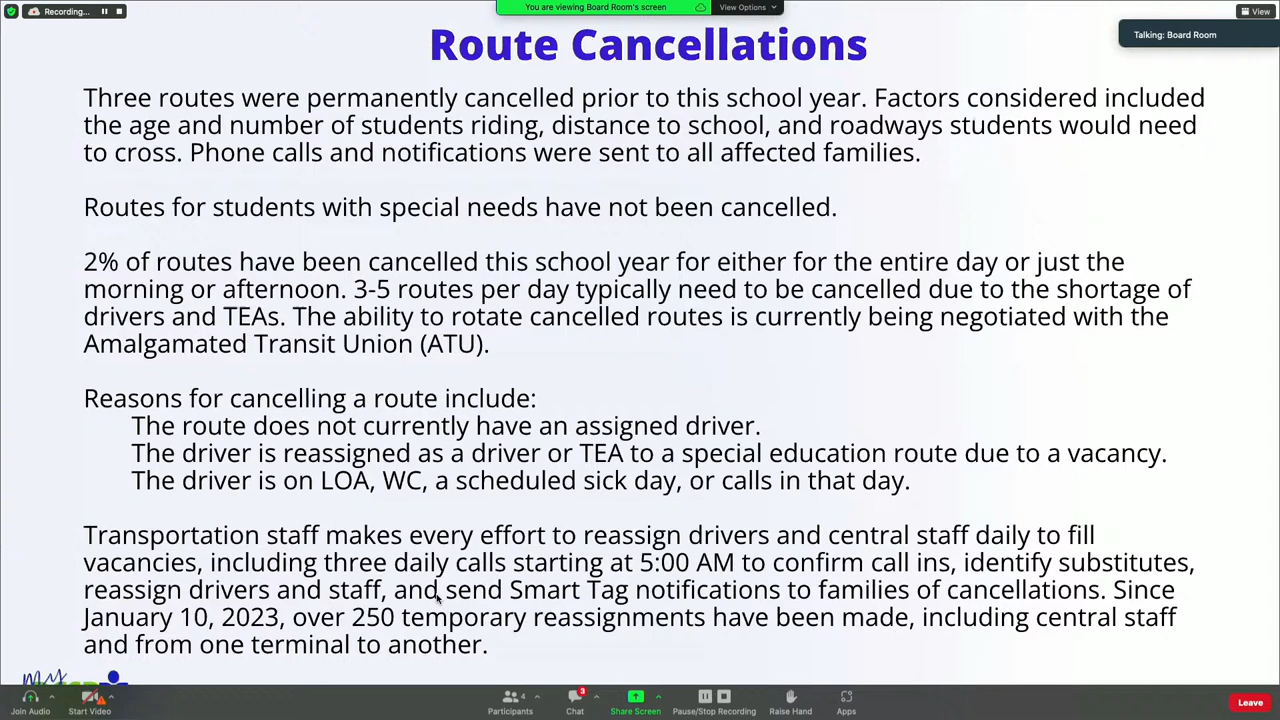 Recording...
You are viewing Board Room's screen
View Options
View
Talking: Board Room
Route Cancellations
Three routes were permanently cancelled prior to this school year. Factors considered included
the age and number of students riding, distance to school, and roadways students would need
to cross. Phone calls and notifications were sent to all affected families.
Routes for students with special needs have not been cancelled.
2% of routes have been cancelled this school year for either for the entire day or just the
morning or afternoon. 3-5 routes per day typically need to be cancelled due to the shortage of
drivers and TEAs. The ability to rotate cancelled routes is currently being negotiated with the
Amalgamated Transit Union (ATU).
Reasons for cancelling a route include:
The route does not currently have an assigned driver.
The driver is reassigned as a driver or TEA to a special education route due to a vacancy.
The driver is on LOA, WC, a scheduled sick day, or calls in that day.
Transportation staff makes every effort to reassign drivers and central staff daily to fill
vacancies, including three daily calls starting at 5:00 AM to confirm call ins, identify substitutes,
reassign drivers and staff, and send Smart Tag notifications to families of cancellations. Since
January 10, 2023, over 250 temporary reassignments have been made, including central staff
and from one terminal to another.
my
4
3
Join Audio
Start Video
Participants
Chat
Share Screen
Pause/Stop Recording
Raise Hand
Apps
Leave